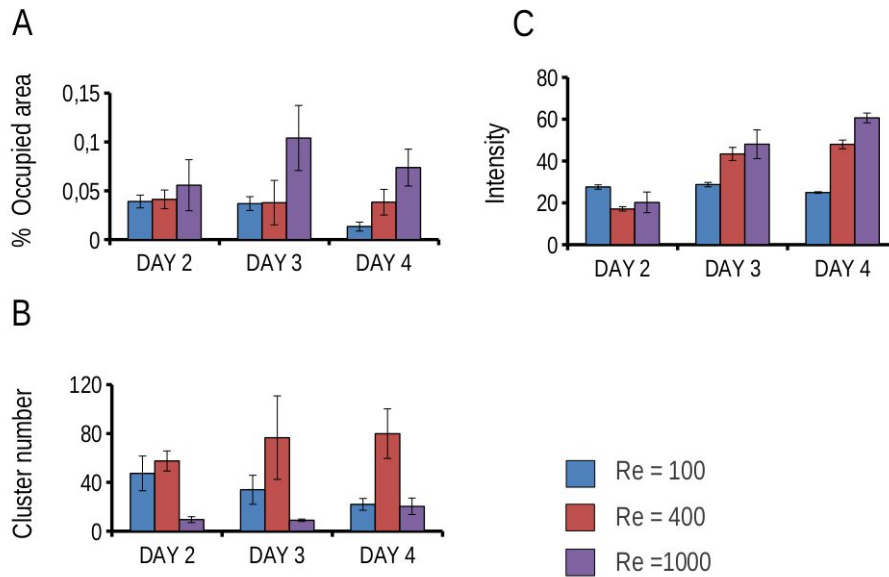 A
% Occupied area
0,15
0,1
0,05
0
DAY 2 DAY 3 DAY 4
B
Cluster number
120
80
40
0
DAY 2 DAY 3 DAY 4
C
Intensity
80
60
40
20
0
DAY 2 DAY 3 DAY 4
Re = 100
Re = 400
Re =1000